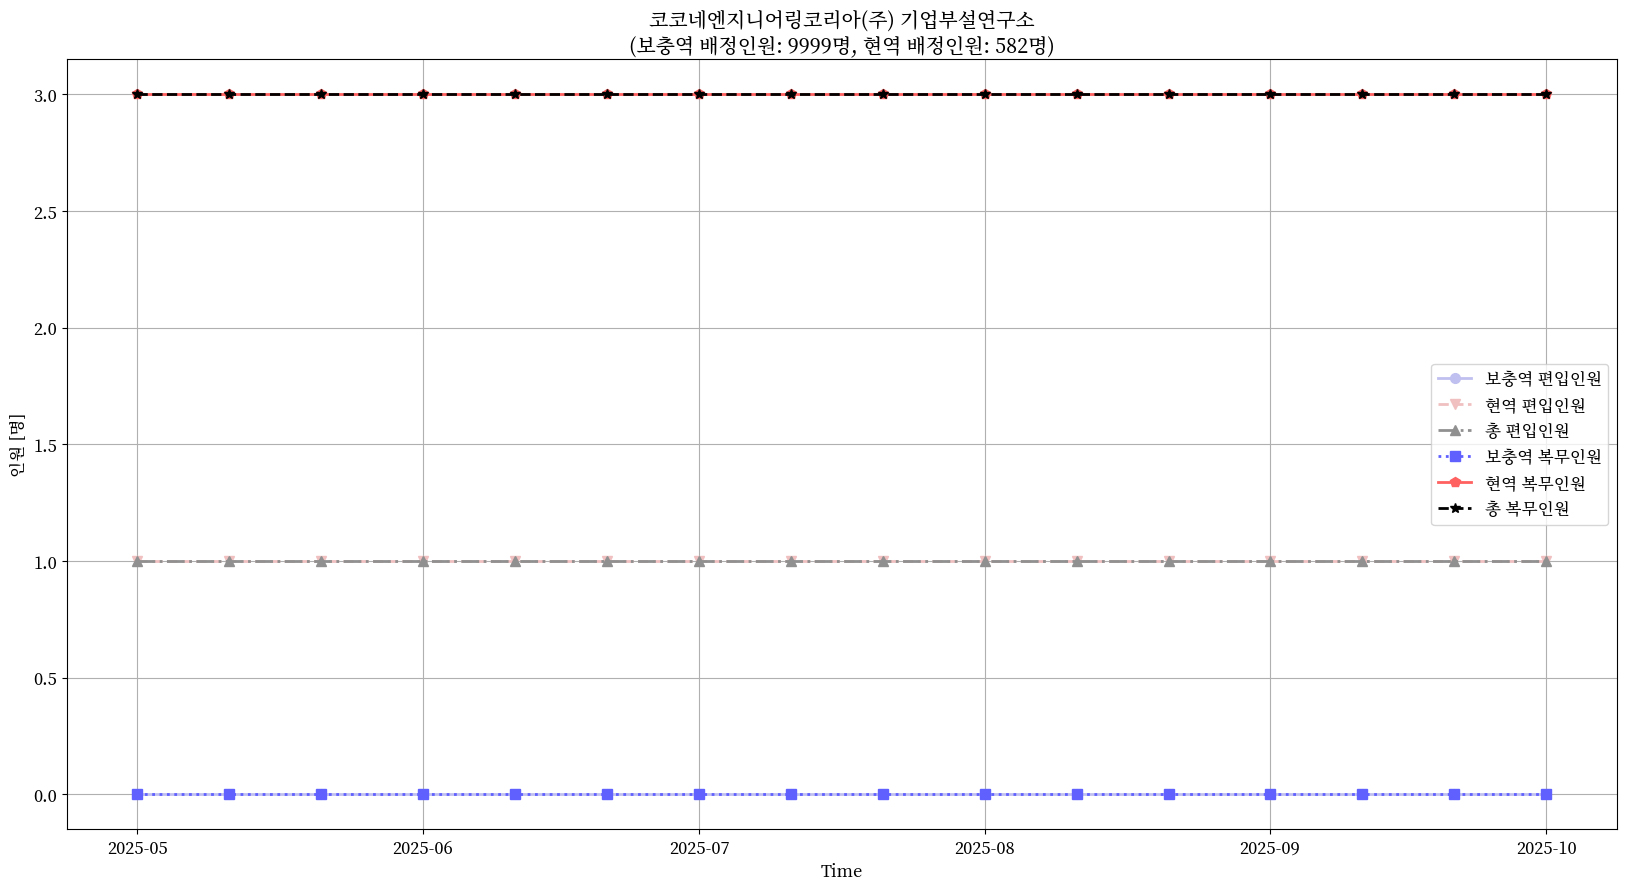 코코네엔지니어링코리아(주) 기업부설연구소
(보충역 배정인원: 9999명, 현역 배정인원: 582명)
3.0
2.5
2.0
1.5
1.0
0.5
0.0
인원 [명]
보충역 편입인원
현역 편입인원
총 편입인원
보충역 복무인원
현역 복무인원
총 복무인원
2025-05
2025-06
2025-07
2025-08
2025-09
2025-10
Time